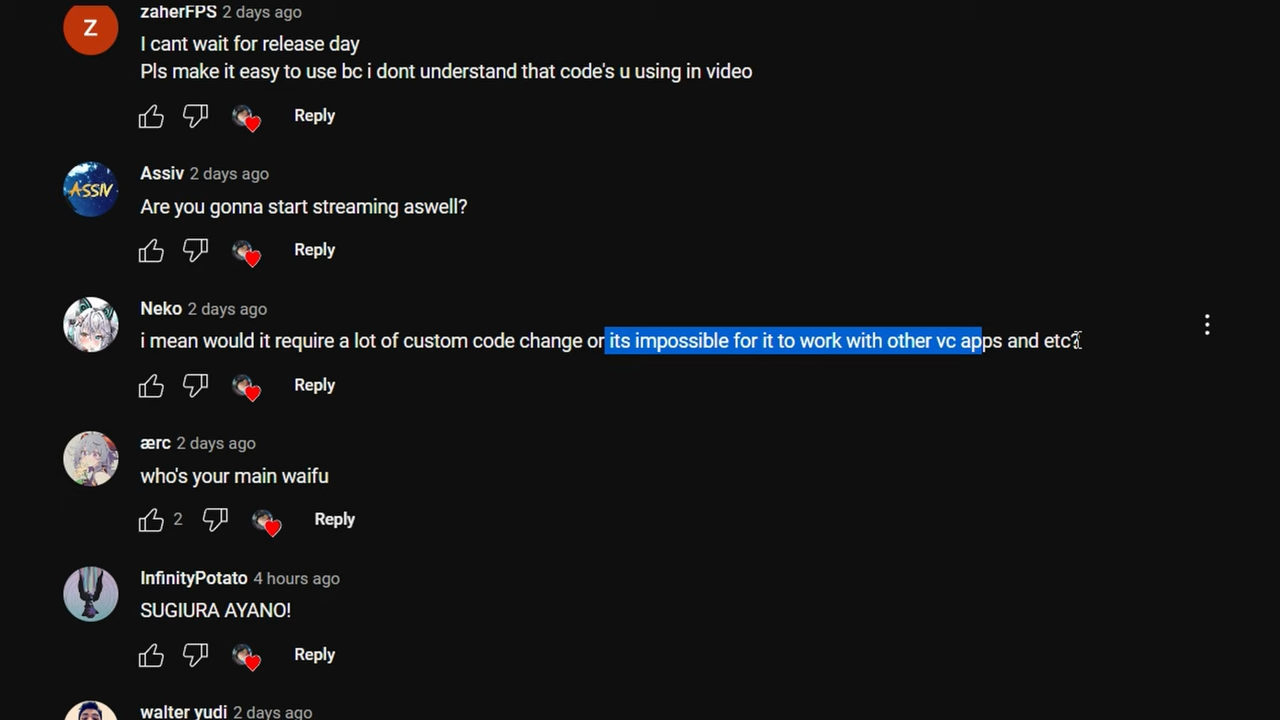 zaherFPS 2 days ago
Z
I cant wait for release day
Pls make it easy to use bc i dont understand that code's u using in video
Reply
Assiv 2 days ago
ASSIV
Are you gonna start streaming aswell?
Reply
Neko 2 days ago
i mean would it require a lot of custom code change or its impossible for it to work with other vc apps and etc?
Reply
ærc 2 days ago
who's your main waifu
2 Reply
InfinityPotato 4 hours ago
SUGIURA AYANO!
Reply
walter yudi 2 days ago